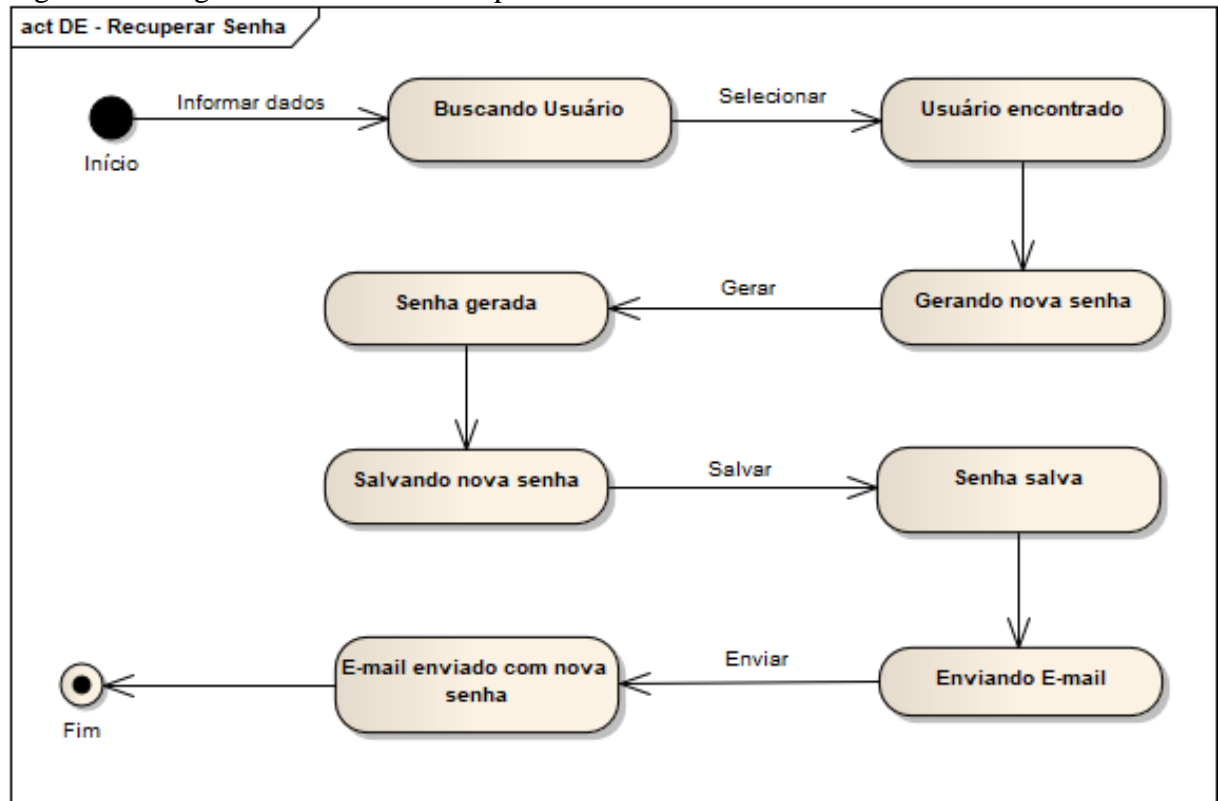 act DE - Recuperar Senha
Informar dados
Buscando Usuário
Selecionar
Usuário encontrado
Início
Senha gerada
Gerar
Gerando nova senha
Salvando nova senha
Salvar
Senha salva
E-mail enviado com nova
senha
Enviar
Enviando E-mail
Fim